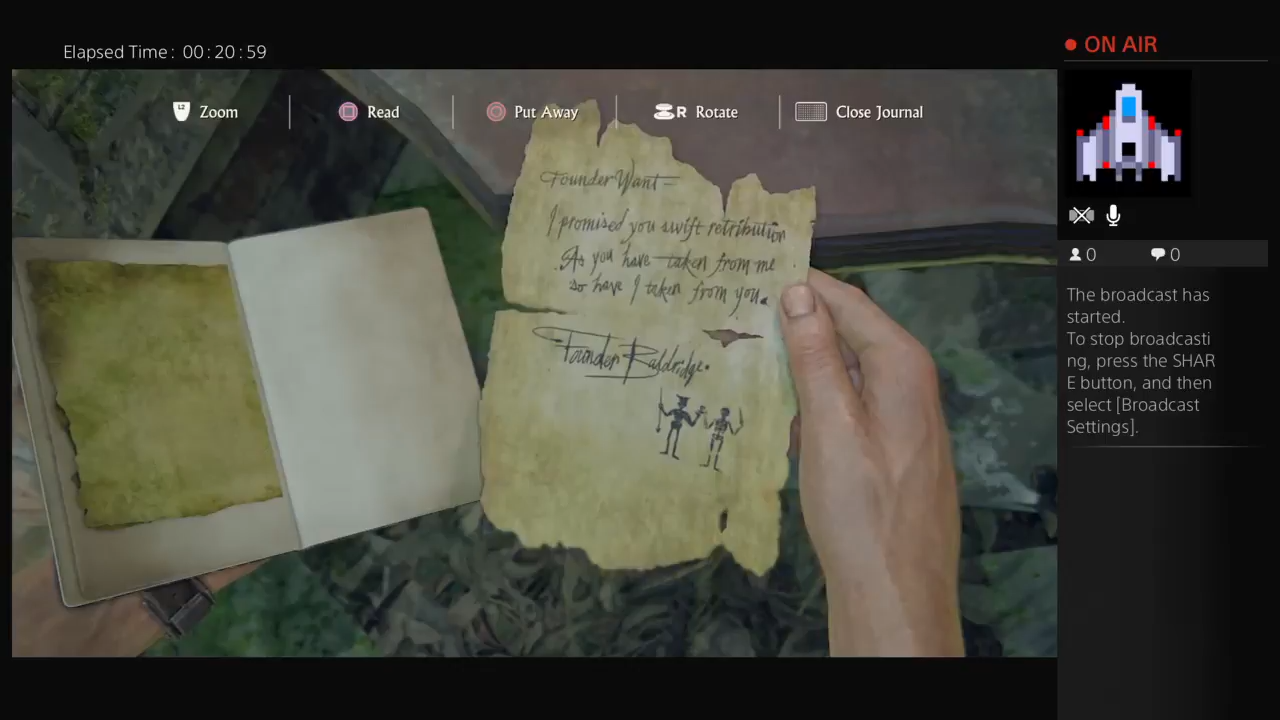 Elapsed Time: 00:20:59
ON AIR
L2 Zoom
Read
Put Away
R Rotate
Close Journal
Founder Want—
I promised you swift retribution
As you have taken from me
so have I taken from you.
Founder Baldridge.
0
0
The broadcast has
started.
To stop broadcasti
ng, press the SHAR
E button, and then
select [Broadcast
Settings].